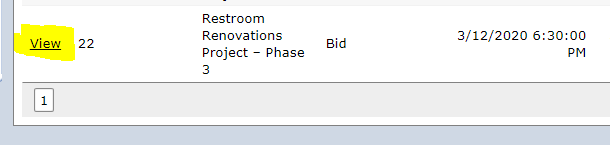 Restroom
Renovations
View 22 Project – Phase Bid 3/12/2020 6:30:00 PM
3
1